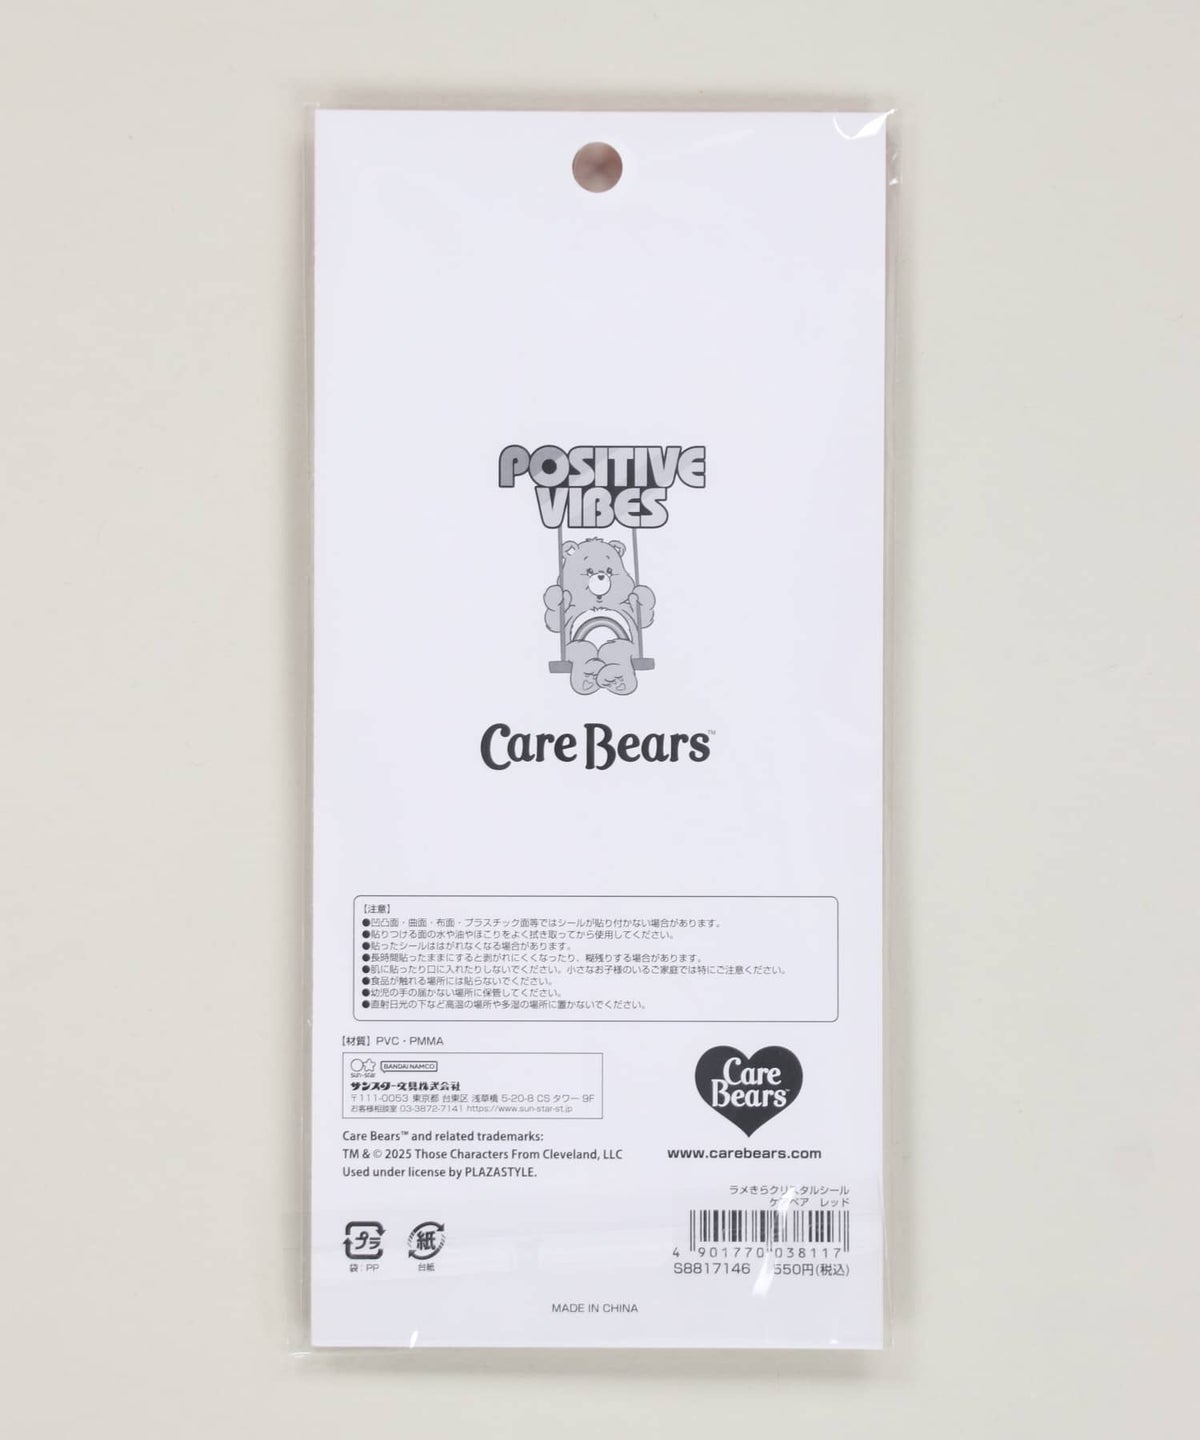 POSITIVE
VIBES
Care Bears™
【注意】
●凹凸面・曲面・布面・プラスチック面等ではシールが貼り付かない場合があります。
●貼りつける面の水や油やほこりをよく拭き取ってから使用してください。
●貼ったシールははがれなくなる場合があります。
●長時間貼ったままにすると剥がれにくくなったり、糊残りする場合があります。
●肌に貼ったり口に入れたりしないでください。小さなお子様のいるご家庭では特にご注意ください。
●食品が触れる場所には貼らないでください。
●幼児の手の届かない場所に保管してください。
●直射日光の下など高温の場所や多湿の場所に置かないでください。
【材質】PVC・PMMA
sun-star BANDAI NAMCO
サンスター文具株式会社
〒111-0053 東京都 台東区 浅草橋 5-20-8 CS タワー 9F
お客様相談室 03-3872-7141 https://www.sun-star-st.jp
Care Bears™ and related trademarks:
TM & © 2025 Those Characters From Cleveland, LLC
Used under license by PLAZASTYLE.
Care
Bears™
www.carebears.com
ラメきらクリスタルシール
ケアベア レッド
4 901770 038117
S8817146 550円(税込)
プラ
袋:PP
紙
台紙
MADE IN CHINA